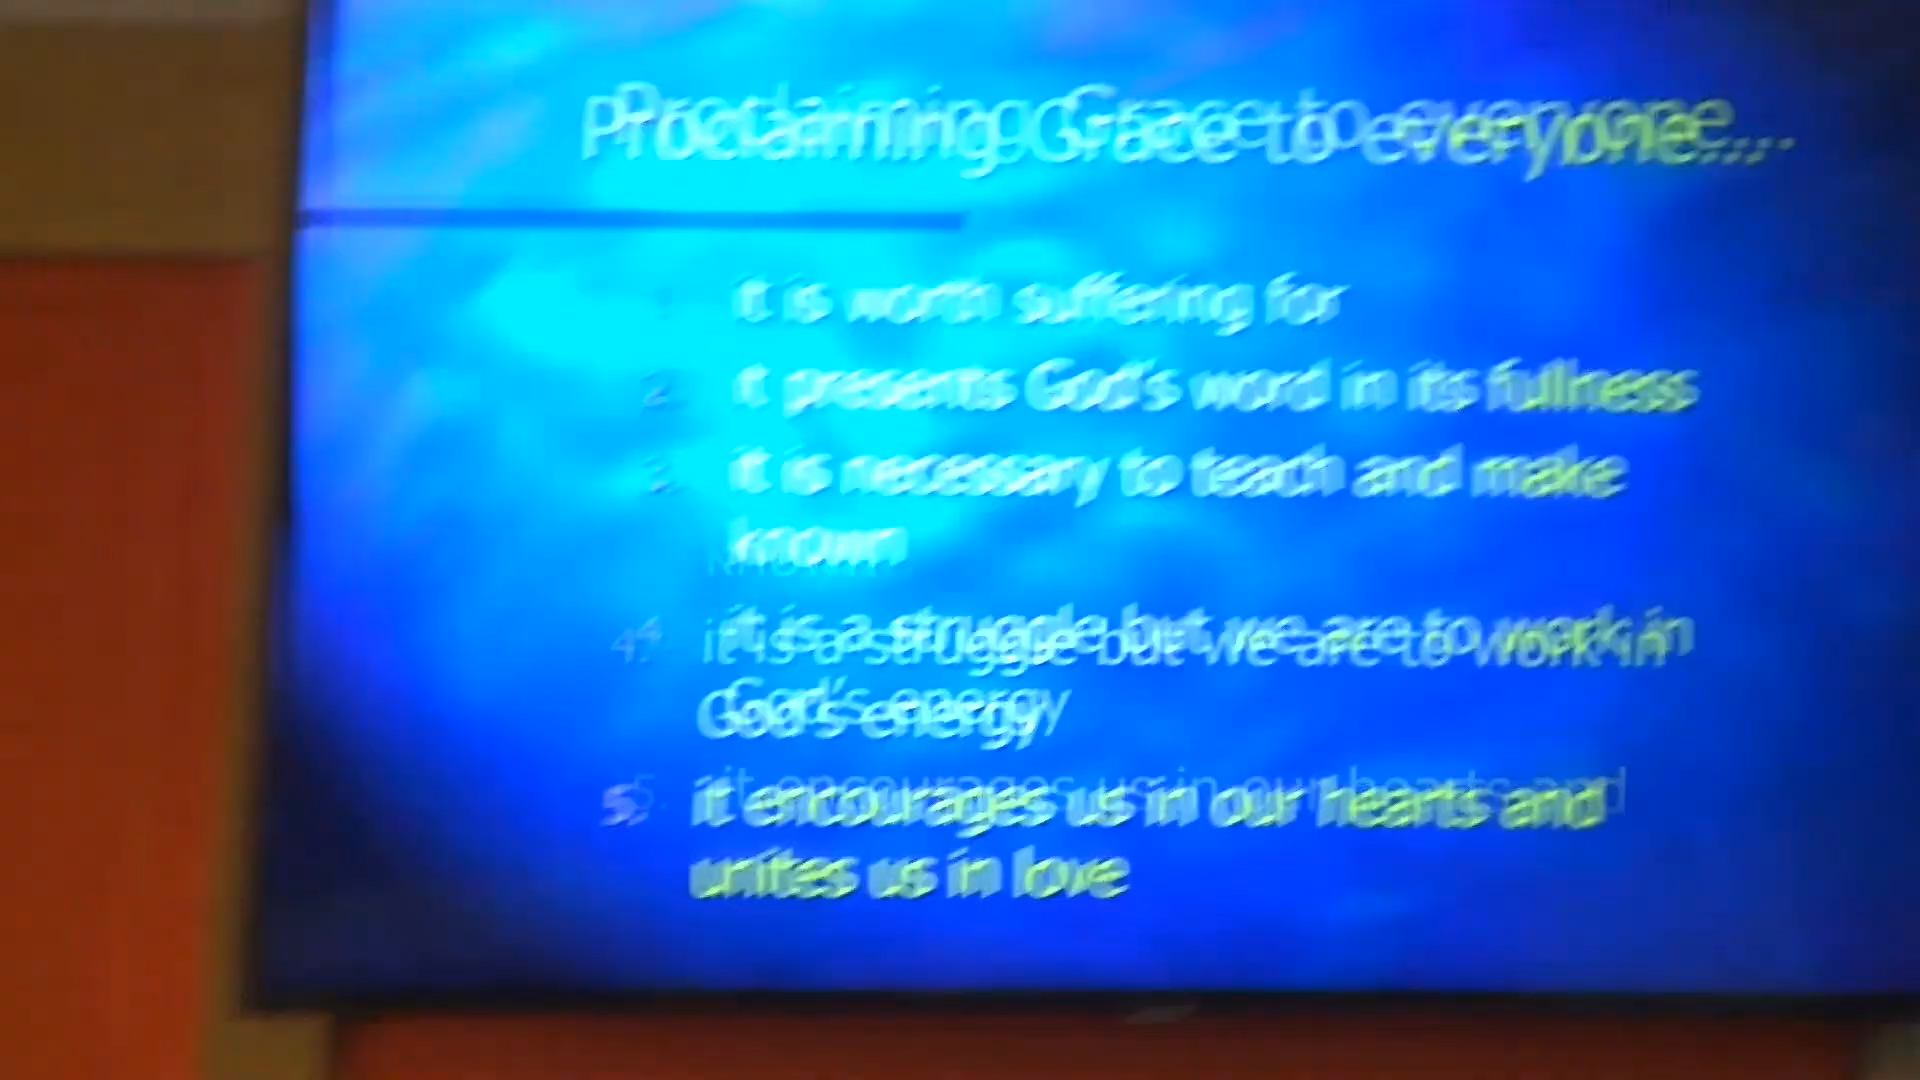 Proclaiming Grace to everyone...
it is worth suffering for
2. it presents God's word in its fullness
3. it is necessary to teach and make
known
4. it is a struggle but we are to work in
God's energy
5. it encourages us in our hearts and
unites us in love